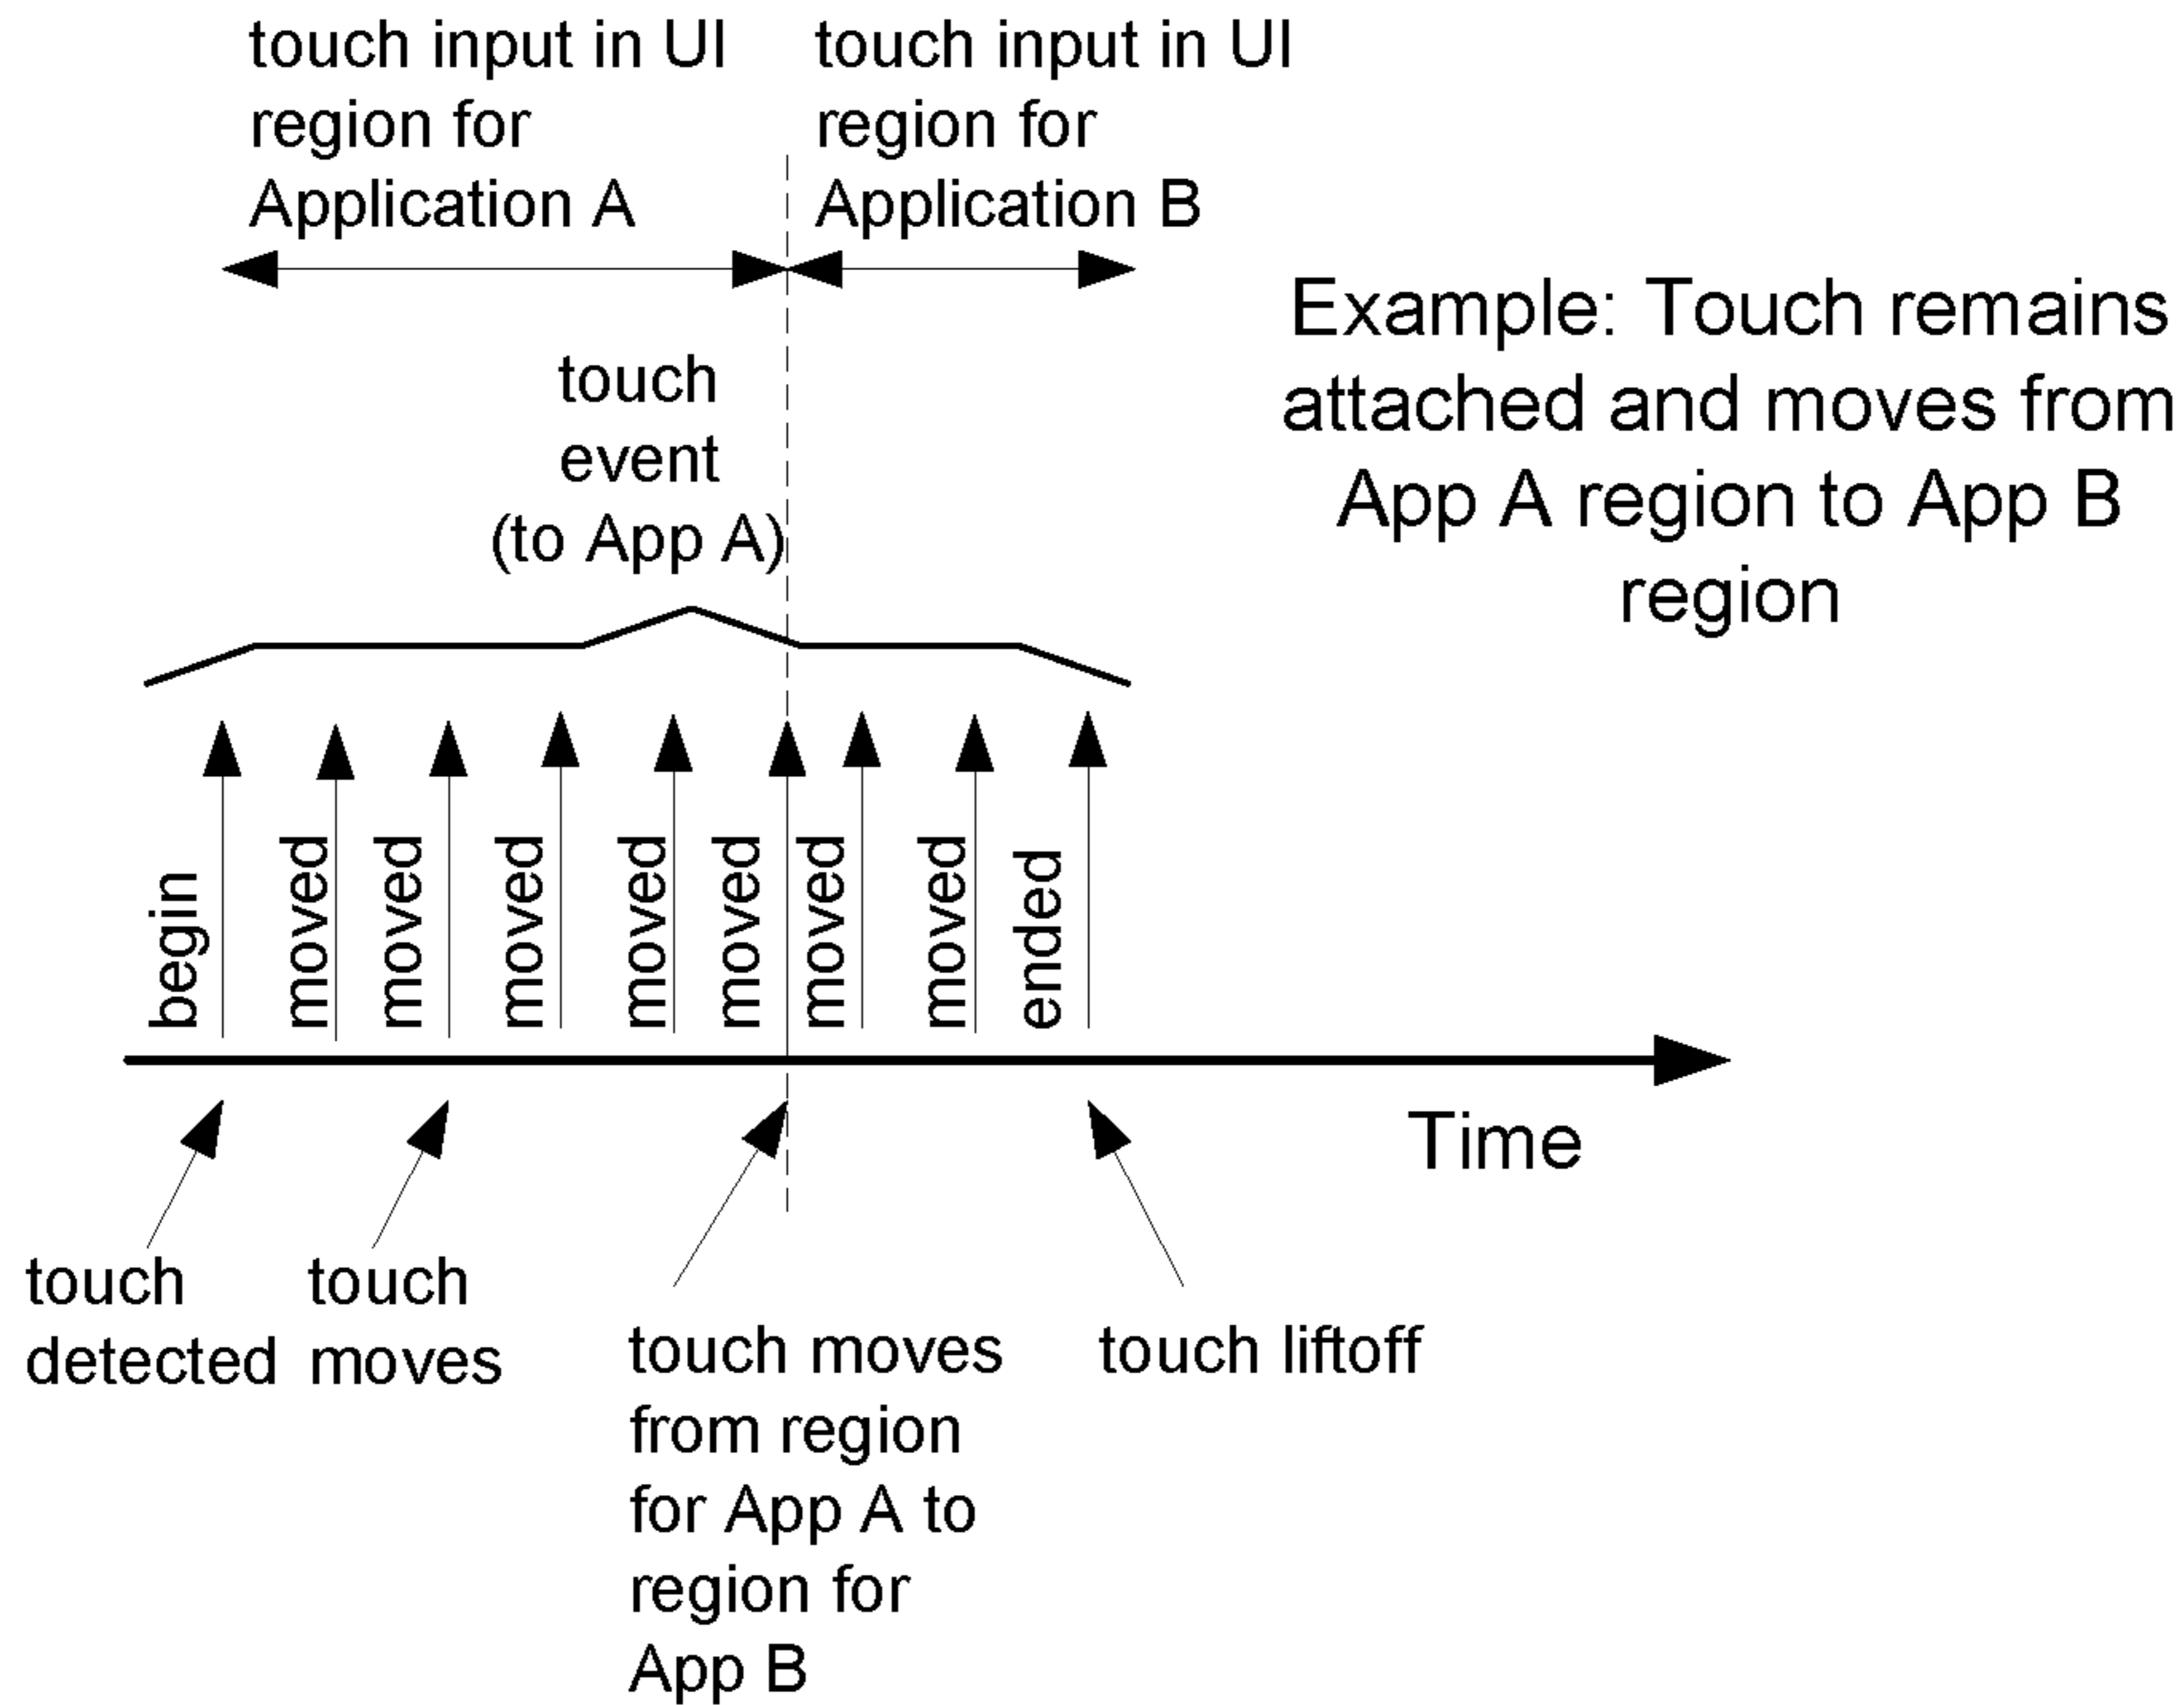 touch input in UI
region for
Application A
touch input in UI
region for
Application B
Example: Touch remains
attached and moves from
App A region to App B
region
touch
event
(to App A)
begin
moved
moved
moved
moved
moved
moved
moved
ended
Time
touch
detected
touch
moves
touch moves
from region
for App A to
region for
App B
touch liftoff